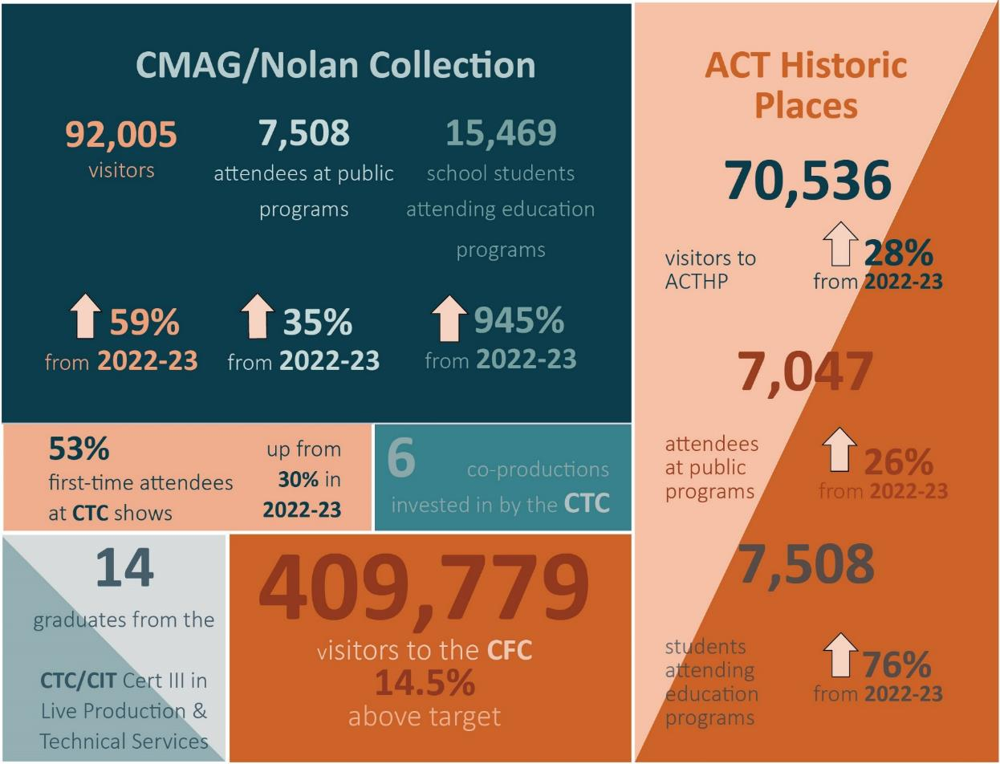 CMAG/Nolan Collection
92,005
visitors
7,508
attendees at public
programs
15,469
school students
attending education
programs
59%
from 2022-23
35%
from 2022-23
945%
from 2022-23
53%
first-time attendees
at CTC shows
up from
30% in
2022-23
6
co-productions
invested in by the CTC
14
graduates from the
CTC/CIT Cert III in
Live Production &
Technical Services
409,779
visitors to the CFC
14.5%
above target
ACT Historic
Places
70,536
visitors to
ACTHP
28%
from 2022-23
7,047
attendees
at public
programs
26%
from 2022-23
7,508
students
attending
education
programs
76%
from 2022-23